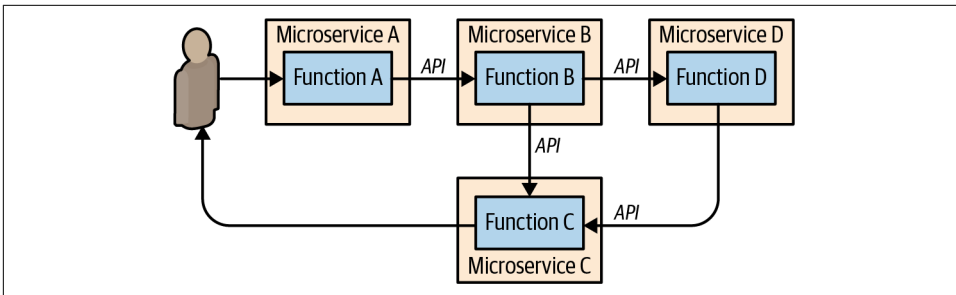 Microservice A
Microservice B
Microservice D
Function A
API
Function B
API
Function D
API
API
Function C
Microservice C